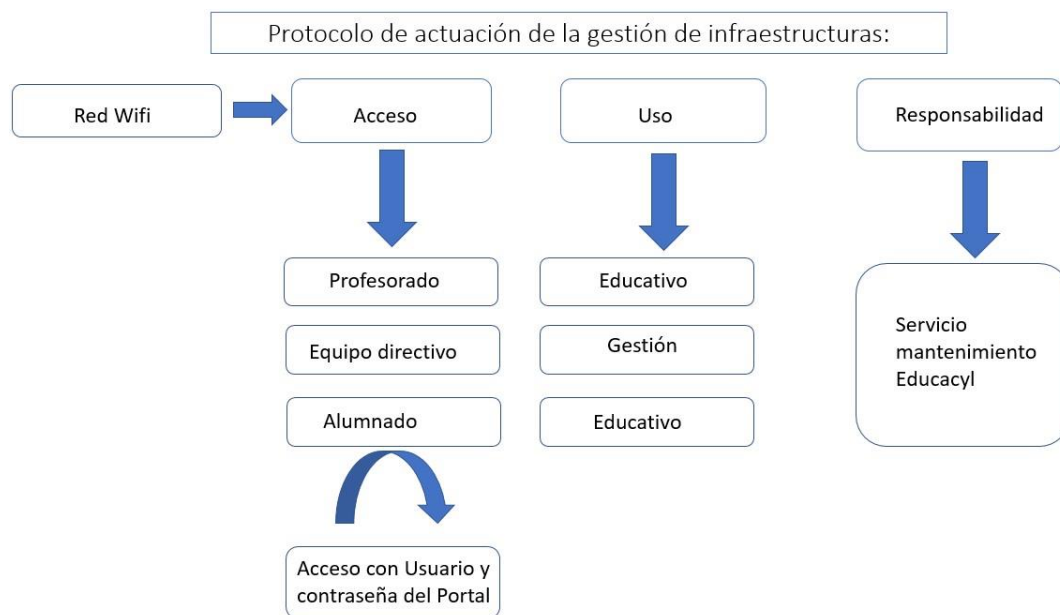 Protocolo de actuación de la gestión de infraestructuras:
Red Wifi
Acceso
Uso
Responsabilidad
Profesorado
Educativo
Equipo directivo
Gestión
Alumnado
Educativo
Servicio
mantenimiento
Educacyl
Acceso con Usuario y
contraseña del Portal